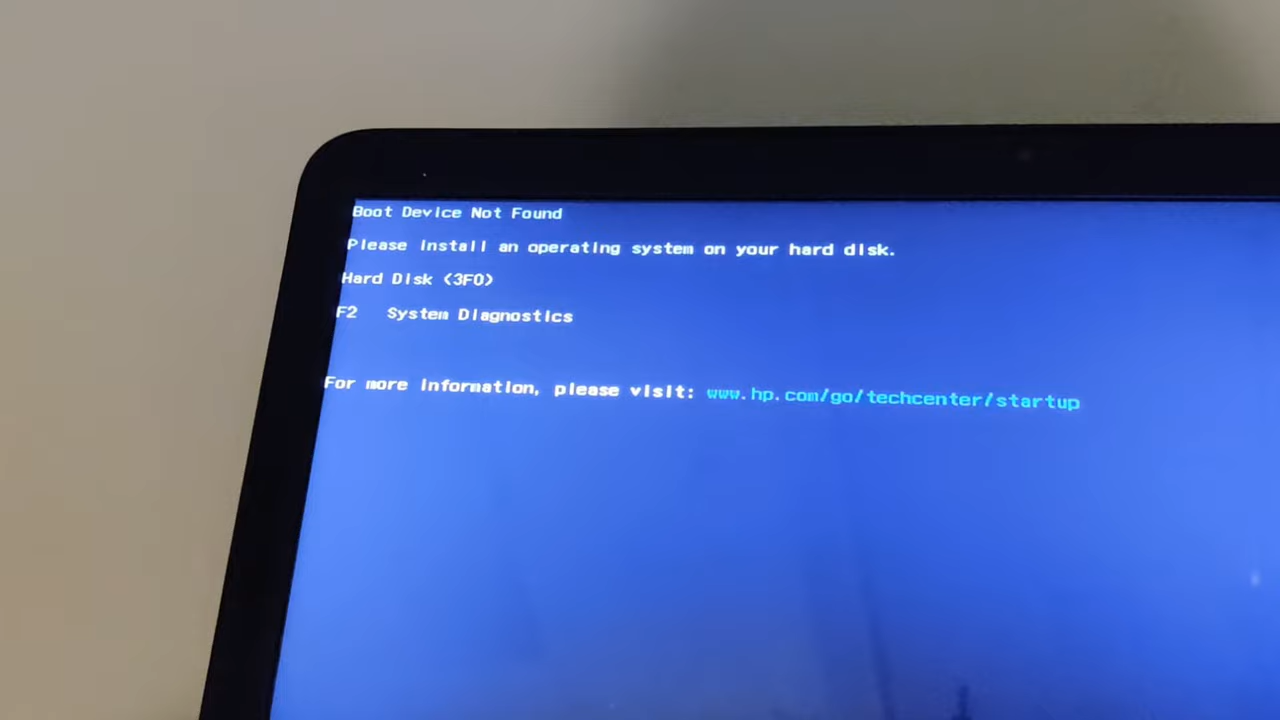 Boot Device Not Found
Please install an operating system on your hard disk.
Hard Disk (3F0)
F2 System Diagnostics
For more information, please visit: www.hp.com/go/techcenter/startup